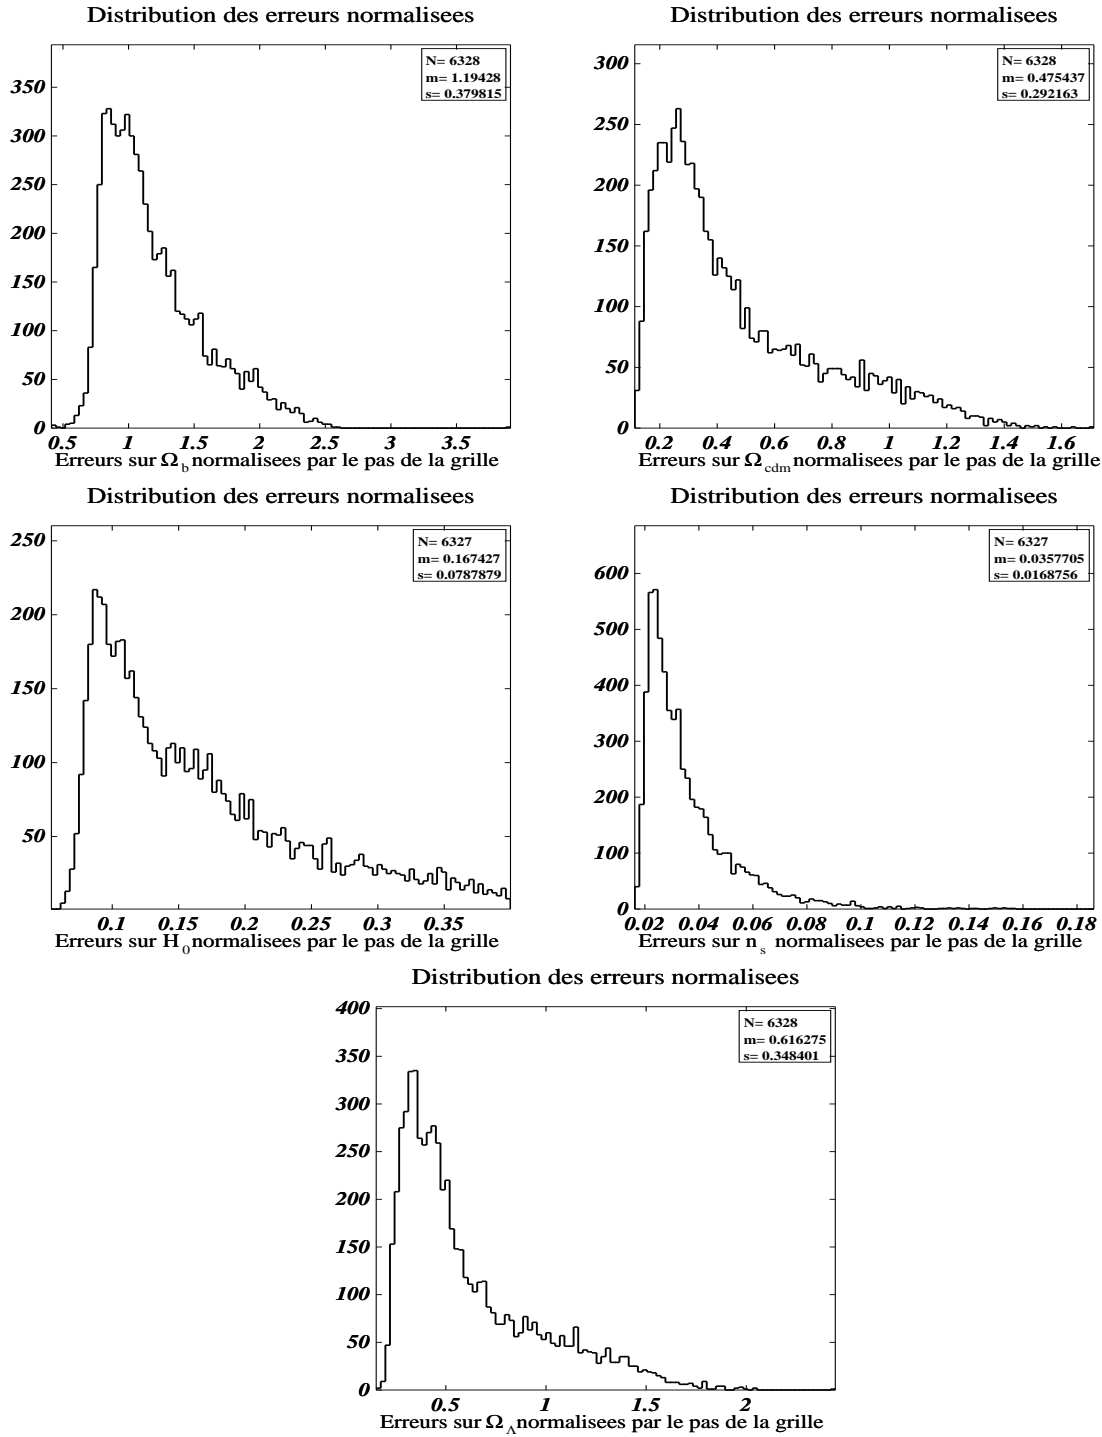 Distribution des erreurs normalisees
N= 6328
m= 1.19428
s= 0.379815
350
300
250
200
150
100
50
0
0.5 1 1.5 2 2.5 3 3.5
Erreurs sur Ω_b normalisees par le pas de la grille
Distribution des erreurs normalisees
N= 6328
m= 0.475437
s= 0.292163
300
250
200
150
100
50
0
0.2 0.4 0.6 0.8 1 1.2 1.4 1.6
Erreurs sur Ω_cdm normalisees par le pas de la grille
Distribution des erreurs normalisees
N= 6327
m= 0.167427
s= 0.0787879
250
200
150
100
50
0.1 0.15 0.2 0.25 0.3 0.35
Erreurs sur H_0 normalisees par le pas de la grille
Distribution des erreurs normalisees
N= 6327
m= 0.0357705
s= 0.0168756
600
500
400
300
200
100
0
0.02 0.04 0.06 0.08 0.1 0.12 0.14 0.16 0.18
Erreurs sur n_s normalisees par le pas de la grille
Distribution des erreurs normalisees
N= 6328
m= 0.616275
s= 0.348401
400
350
300
250
200
150
100
50
0
0.5 1 1.5 2
Erreurs sur Ω_Λ normalisees par le pas de la grille